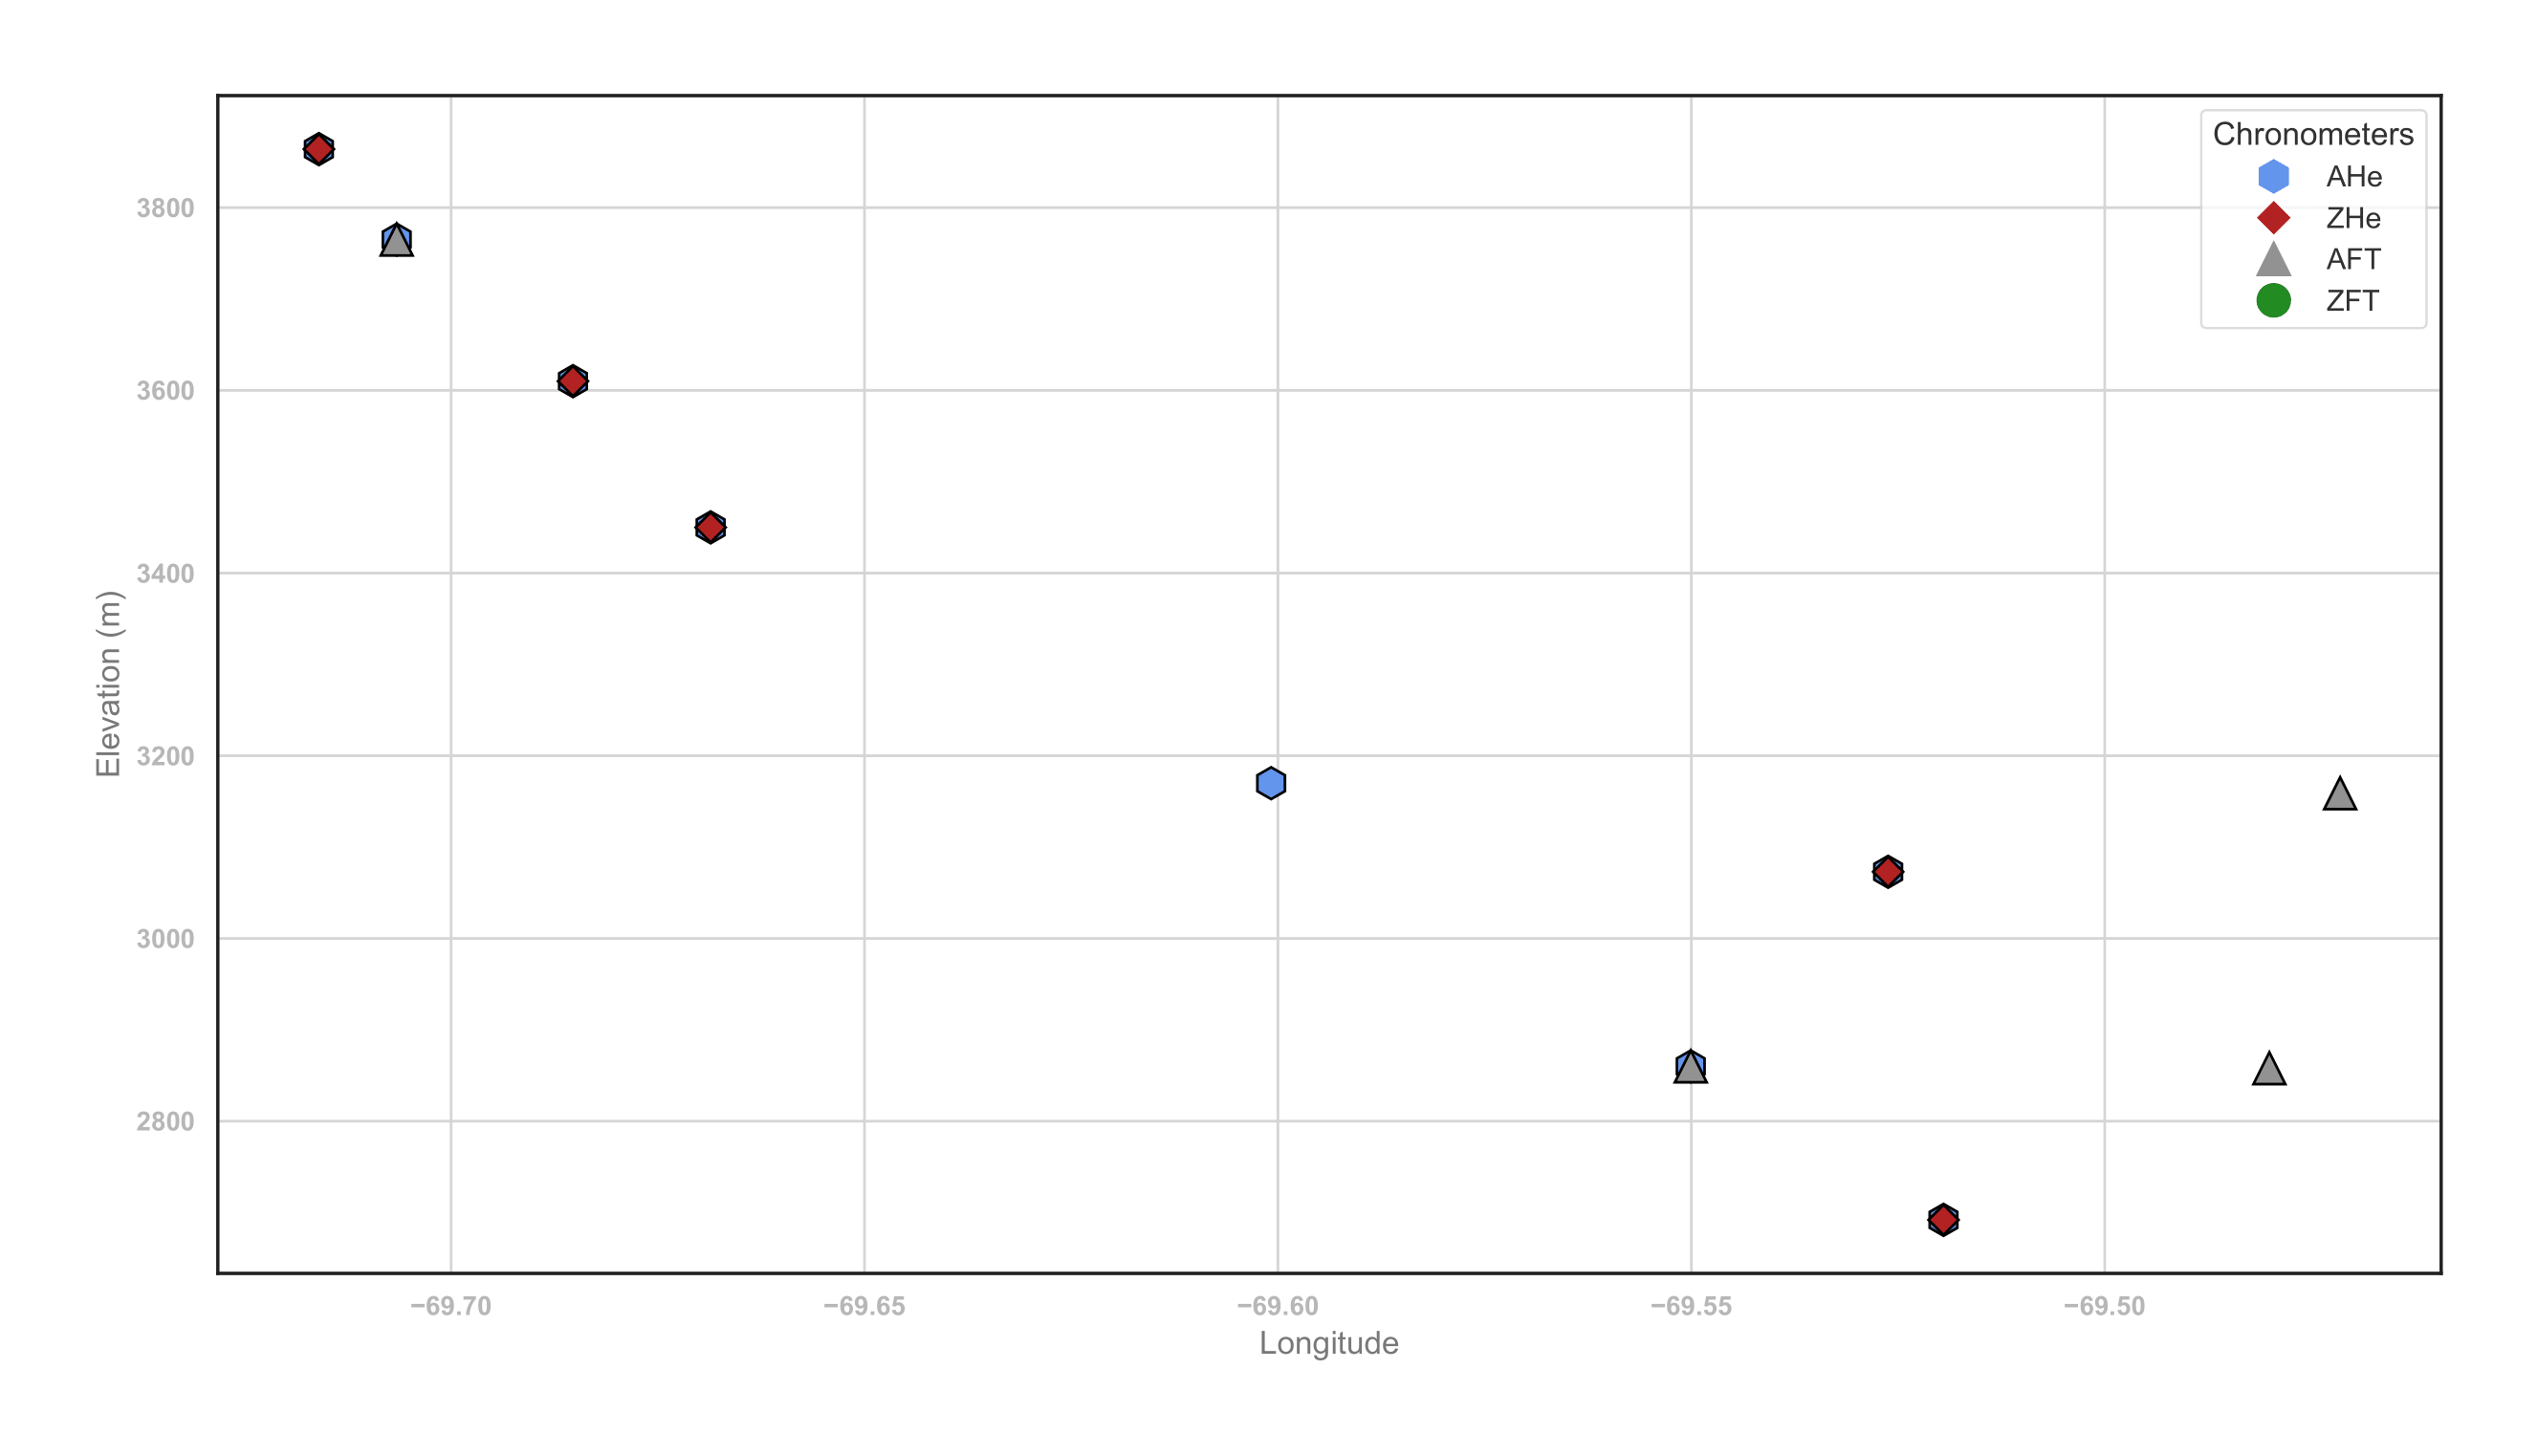 Chronometers
AHe
ZHe
AFT
ZFT
3800
3600
3400
3200
3000
2800
Elevation (m)
−69.70
−69.65
−69.60
−69.55
−69.50
Longitude